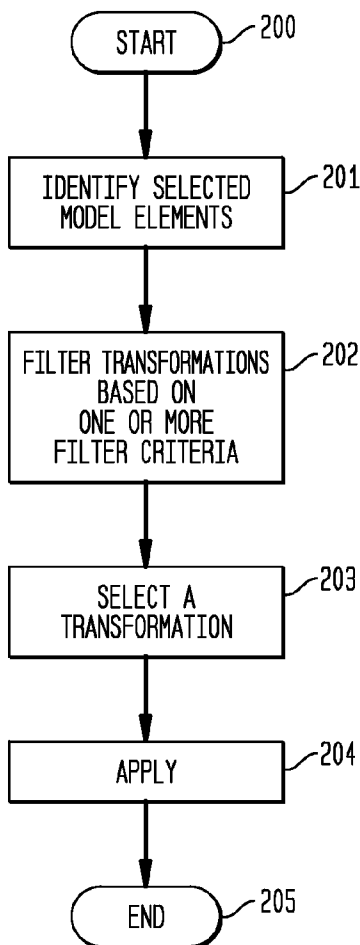 START
200
IDENTIFY SELECTED
MODEL ELEMENTS
201
FILTER TRANSFORMATIONS
BASED ON
ONE OR MORE
FILTER CRITERIA
202
SELECT A
TRANSFORMATION
203
APPLY
204
END
205